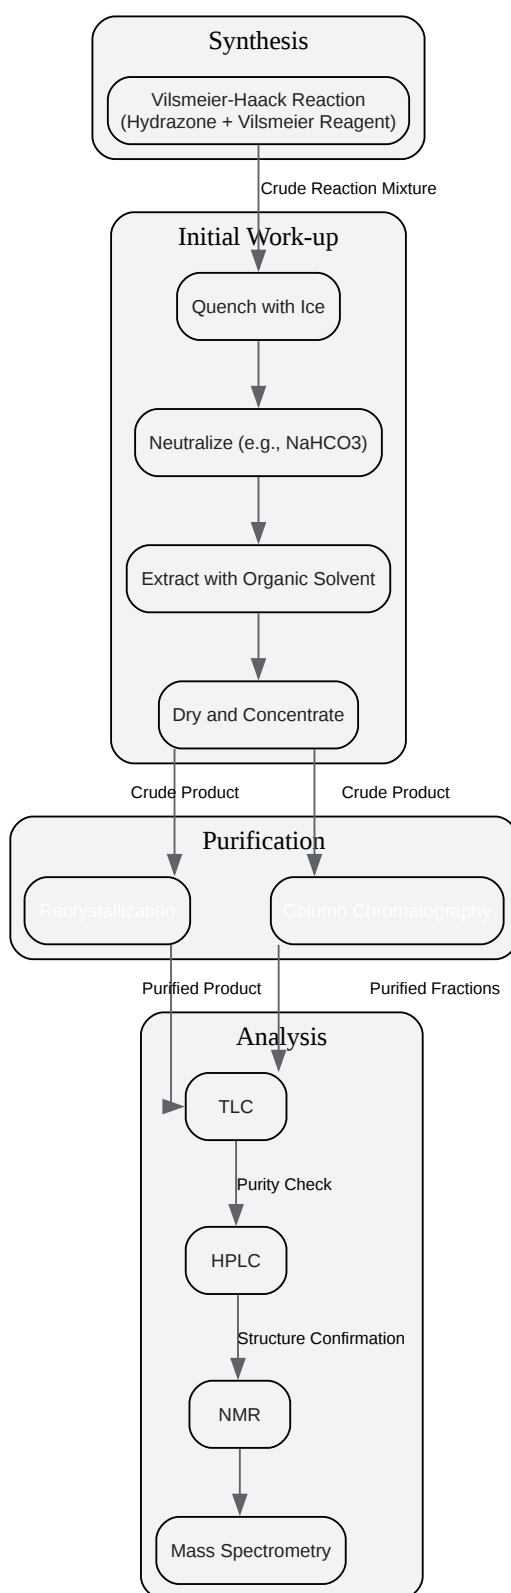 Synthesis
Vilsmeier-Haack Reaction
(Hydrazone + Vilsmeier Reagent)
Crude Reaction Mixture
Initial Work-up
Quench with Ice
Neutralize (e.g., NaHCO3)
Extract with Organic Solvent
Dry and Concentrate
Crude Product
Crude Product
Purification
Recrystallization
Column Chromatography
Purified Product
Purified Fractions
Analysis
TLC
Purity Check
HPLC
Structure Confirmation
NMR
Mass Spectrometry